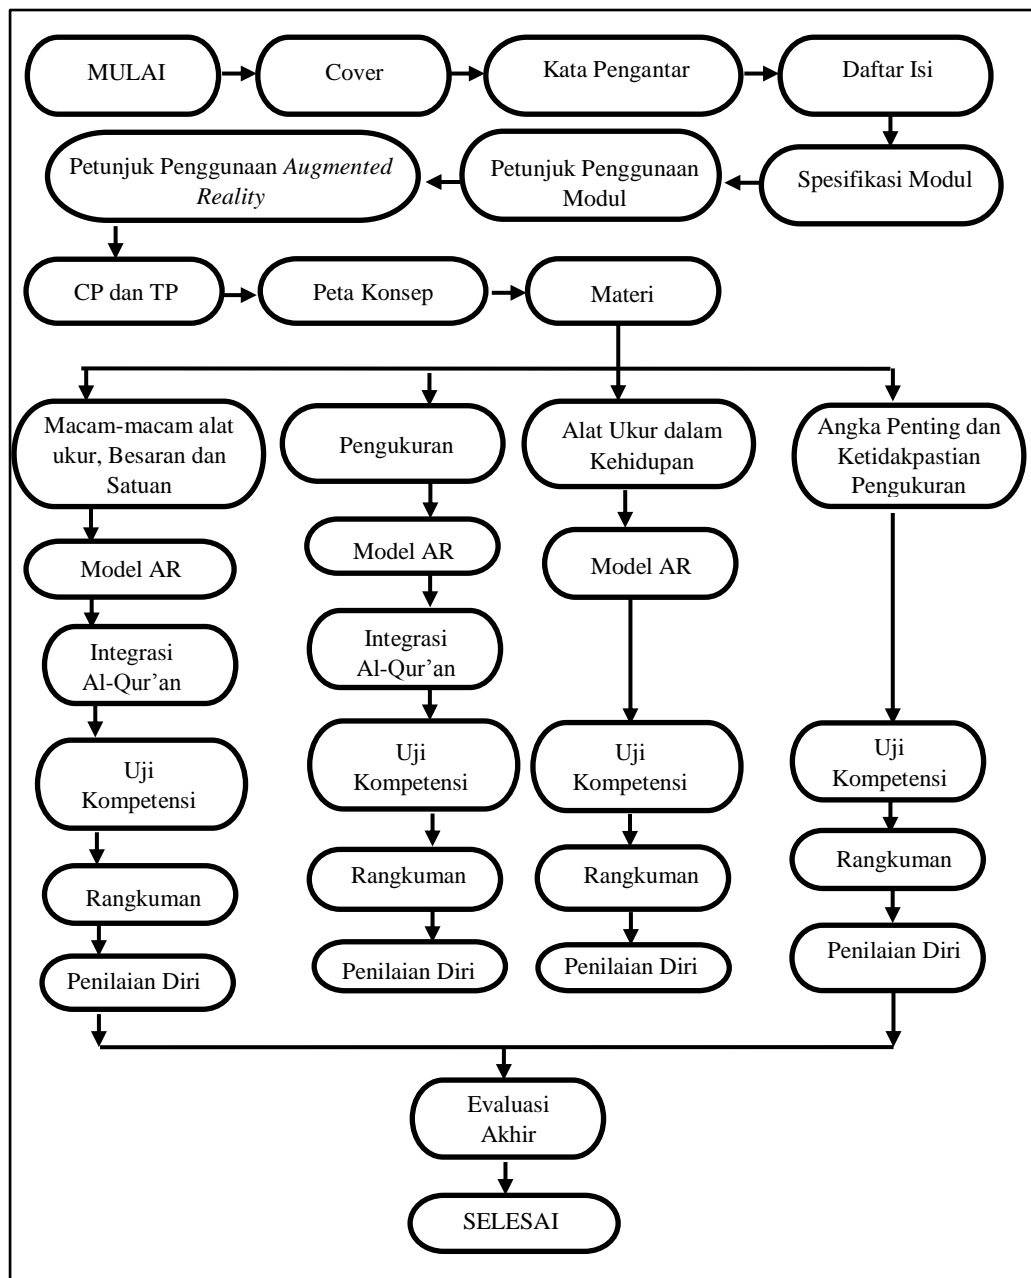 MULAI
Cover
Kata Pengantar
Daftar Isi
Petunjuk Penggunaan Augmented
Reality
Petunjuk Penggunaan
Modul
Spesifikasi Modul
CP dan TP
Peta Konsep
Materi
Macam-macam alat
ukur, Besaran dan
Satuan
Pengukuran
Alat Ukur dalam
Kehidupan
Angka Penting dan
Ketidakpastian
Pengukuran
Model AR
Model AR
Model AR
Integrasi
Al-Qur’an
Integrasi
Al-Qur’an
Uji
Kompetensi
Uji
Kompetensi
Uji
Kompetensi
Uji
Kompetensi
Rangkuman
Rangkuman
Rangkuman
Rangkuman
Penilaian Diri
Penilaian Diri
Penilaian Diri
Penilaian Diri
Evaluasi
Akhir
SELESAI